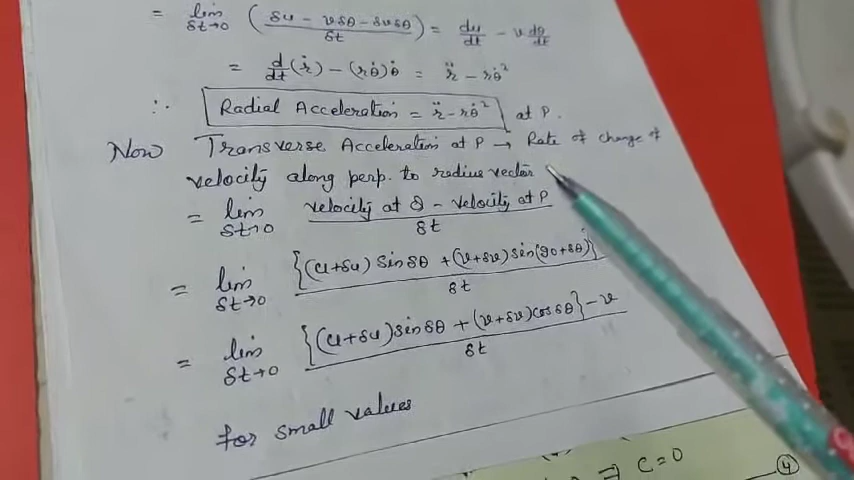 = lim δt→0 (δu - vδθ - δvδθ / δt) = du/dt - v dθ/dt
= d/dt (ṙ) - (rθ̇)θ̇ = r̈ - rθ̇²
∴ Radial Acceleration = r̈ - rθ̇² at P.
Now Transverse Acceleration at P → Rate of change of
velocity along perp. to radius vector
= lim δt→0 velocity at Q - velocity at P / δt
= lim δt→0 {(u+δu) sin δθ + (v+δv) sin(90+δθ)} / δt
= lim δt→0 {(u+δu) sin δθ + (v+δv) cos δθ} - v / δt
for small values
⇒ C=0
④